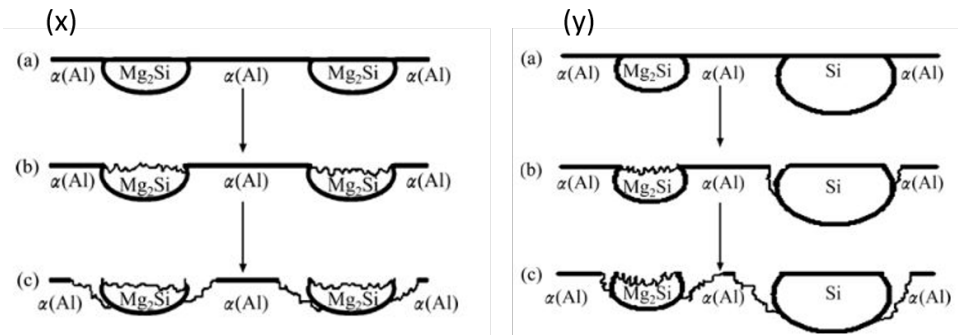 (x)
(a)
Mg₂Si
Mg₂Si
α(Al)
α(Al)
α(Al)
(b)
Mg₂Si
Mg₂Si
α(Al)
α(Al)
α(Al)
(c)
Mg₂Si
Mg₂Si
α(Al)
α(Al)
α(Al)
(y)
(a)
Mg₂Si
Si
α(Al)
α(Al)
α(Al)
(b)
Mg₂Si
Si
α(Al)
α(Al)
α(Al)
(c)
Mg₂Si
Si
α(Al)
α(Al)
α(Al)